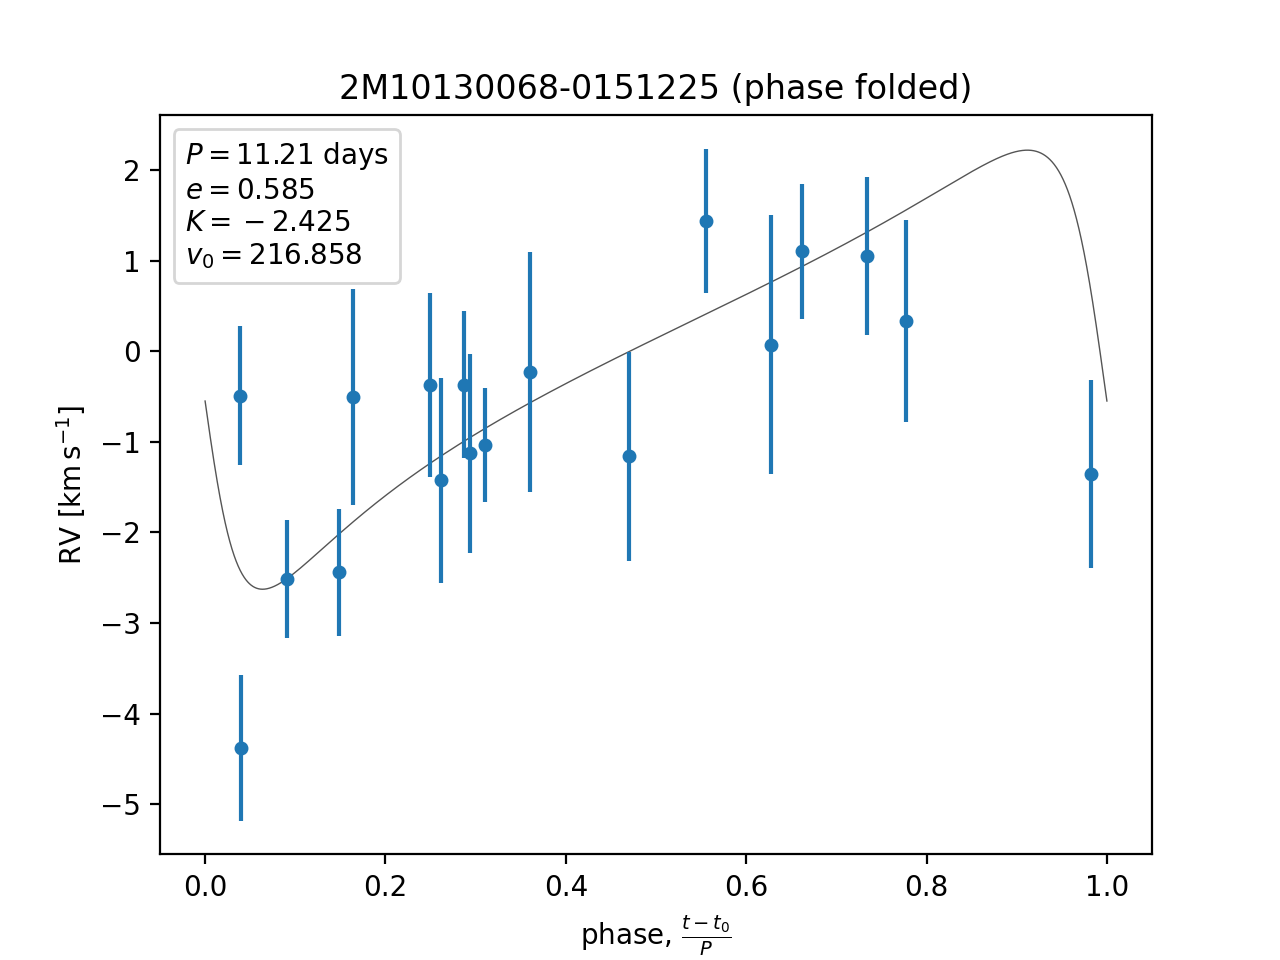 2M10130068-0151225 (phase folded)
P = 11.21 days
e = 0.585
K = −2.425
v₀ = 216.858
2
1
0
−1
−2
−3
−4
−5
RV [km s⁻¹]
0.0 0.2 0.4 0.6 0.8 1.0
phase, (t − t₀)/P